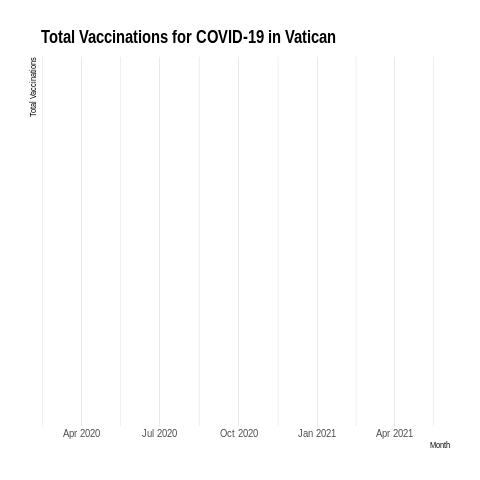 Total Vaccinations for COVID-19 in Vatican
Total Vaccinations
Apr 2020
Jul 2020
Oct 2020
Jan 2021
Apr 2021
Month